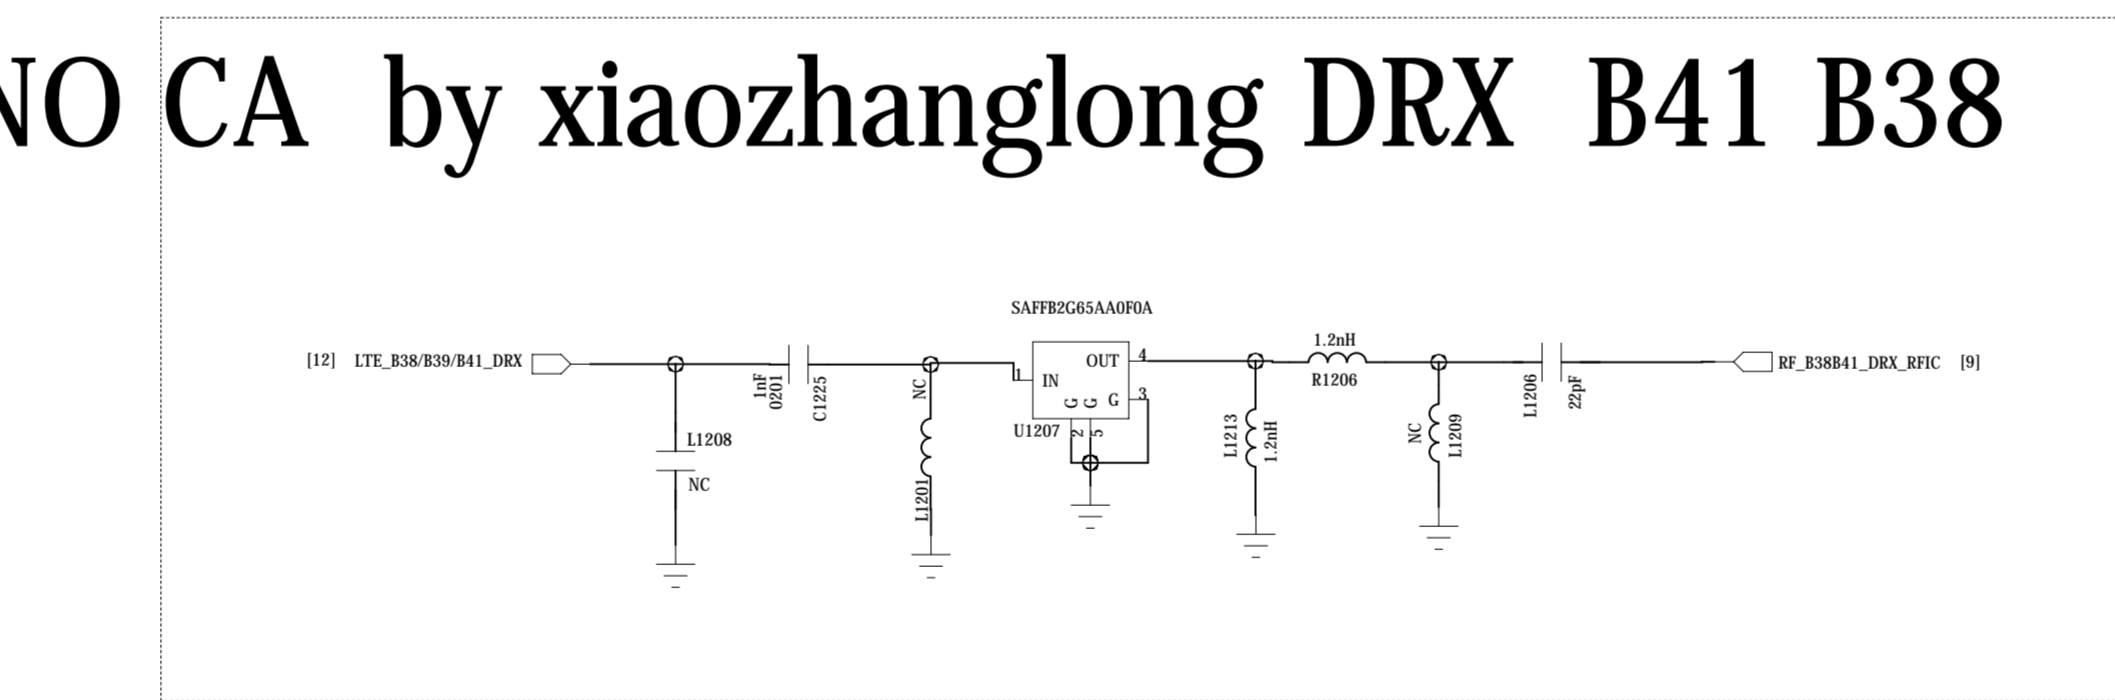 NO CA by xiaozhanglong DRX B41 B38
SAFFB2G65AA0F0A
[12] LTE_B38/B39/B41_DRX
1nF
0201
C1225
NC
1
IN
OUT
4
G
G
G
3
U1207
2
5
L1208
NC
L1201
L1213
1.2nH
1.2nH
R1206
NC
L1209
L1206
22pF
RF_B38B41_DRX_RFIC [9]